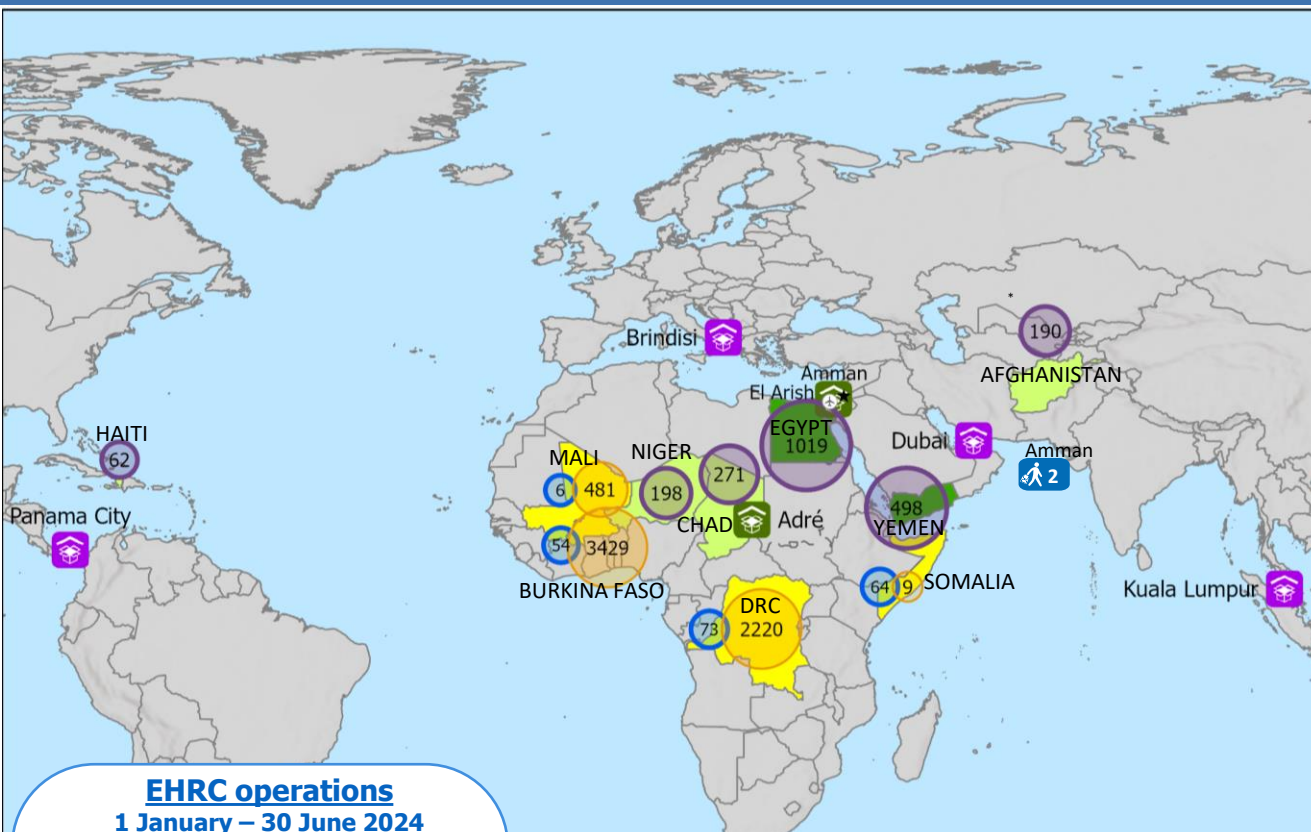 Brindisi
190
AFGHANISTAN
Amman
El Arish
EGYPT
1019
Dubai
Amman
2
HAITI
62
MALI
NIGER
6
481
198
271
498
YEMEN
Panama City
CHAD
Adré
54
3429
BURKINA FASO
64
9
SOMALIA
Kuala Lumpur
DRC
73
2220
EHRC operations
1 January – 30 June 2024